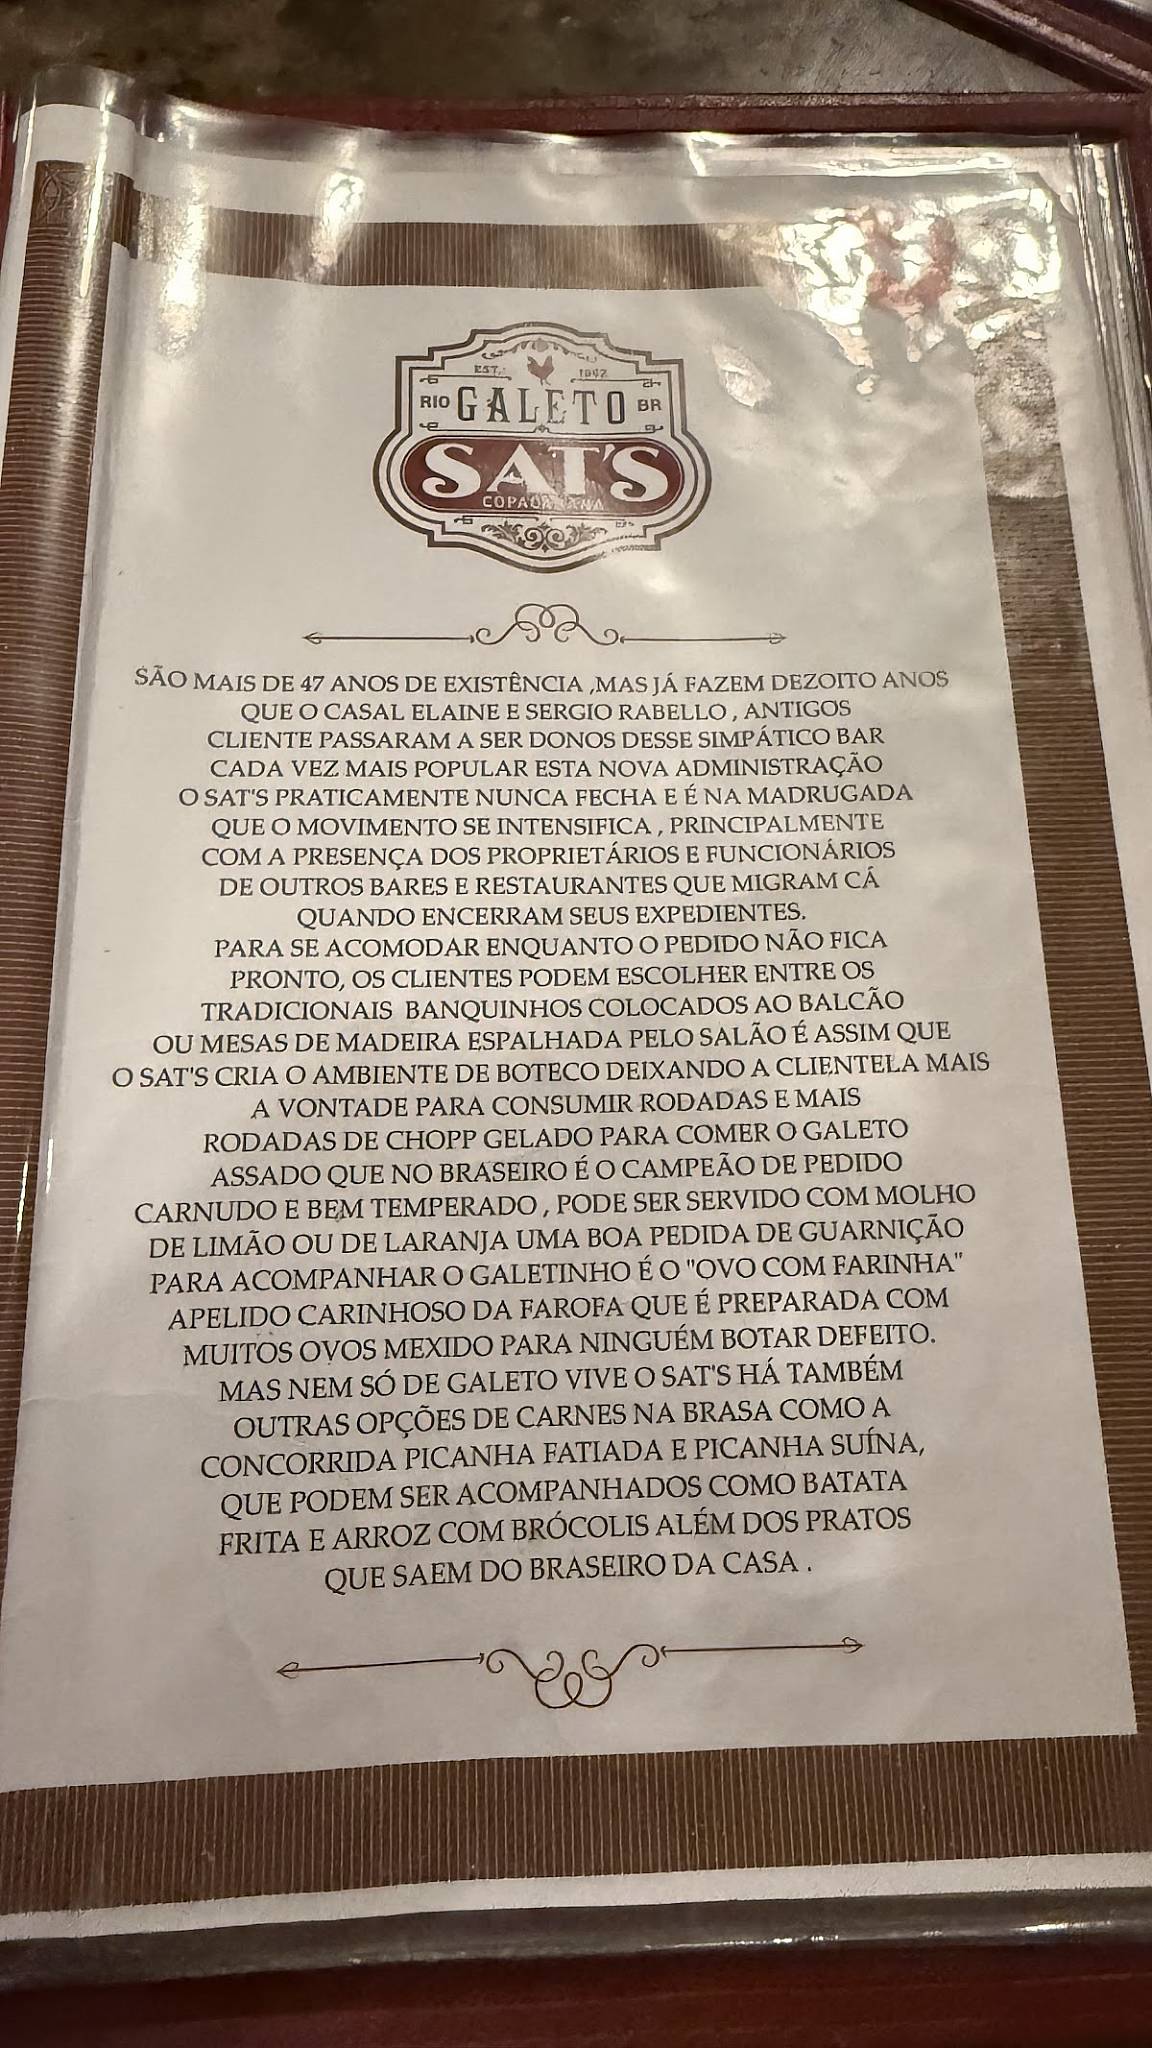 EST. 1962
RIO GALETO BR
SAT'S
COPACABANA
SÃO MAIS DE 47 ANOS DE EXISTÊNCIA ,MAS JÁ FAZEM DEZOITO ANOS
QUE O CASAL ELAINE E SERGIO RABELLO , ANTIGOS
CLIENTE PASSARAM A SER DONOS DESSE SIMPÁTICO BAR
CADA VEZ MAIS POPULAR ESTA NOVA ADMINISTRAÇÃO
O SAT'S PRATICAMENTE NUNCA FECHA E É NA MADRUGADA
QUE O MOVIMENTO SE INTENSIFICA , PRINCIPALMENTE
COM A PRESENÇA DOS PROPRIETÁRIOS E FUNCIONÁRIOS
DE OUTROS BARES E RESTAURANTES QUE MIGRAM CÁ
QUANDO ENCERRAM SEUS EXPEDIENTES.
PARA SE ACOMODAR ENQUANTO O PEDIDO NÃO FICA
PRONTO, OS CLIENTES PODEM ESCOLHER ENTRE OS
TRADICIONAIS BANQUINHOS COLOCADOS AO BALCÃO
OU MESAS DE MADEIRA ESPALHADA PELO SALÃO É ASSIM QUE
O SAT'S CRIA O AMBIENTE DE BOTECO DEIXANDO A CLIENTELA MAIS
A VONTADE PARA CONSUMIR RODADAS E MAIS
RODADAS DE CHOPP GELADO PARA COMER O GALETO
ASSADO QUE NO BRASEIRO É O CAMPEÃO DE PEDIDO
CARNUDO E BEM TEMPERADO , PODE SER SERVIDO COM MOLHO
DE LIMÃO OU DE LARANJA UMA BOA PEDIDA DE GUARNIÇÃO
PARA ACOMPANHAR O GALETINHO É O "OVO COM FARINHA"
APELIDO CARINHOSO DA FAROFA QUE É PREPARADA COM
MUITOS OVOS MEXIDO PARA NINGUÉM BOTAR DEFEITO.
MAS NEM SÓ DE GALETO VIVE O SAT'S HÁ TAMBÉM
OUTRAS OPÇÕES DE CARNES NA BRASA COMO A
CONCORRIDA PICANHA FATIADA E PICANHA SUÍNA,
QUE PODEM SER ACOMPANHADOS COMO BATATA
FRITA E ARROZ COM BRÓCOLIS ALÉM DOS PRATOS
QUE SAEM DO BRASEIRO DA CASA .